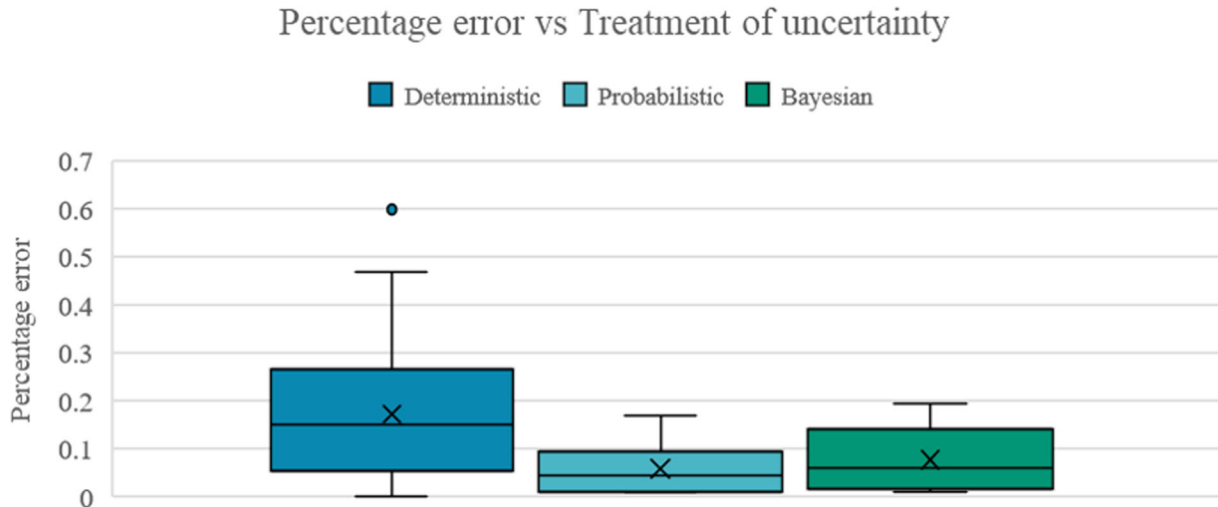 Percentage error vs Treatment of uncertainty
Deterministic Probabilistic Bayesian
Percentage error
0.7
0.6
0.5
0.4
0.3
0.2
0.1
0